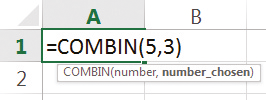 A B
1 =COMBIN(5,3)
2 COMBIN(number, number_chosen)